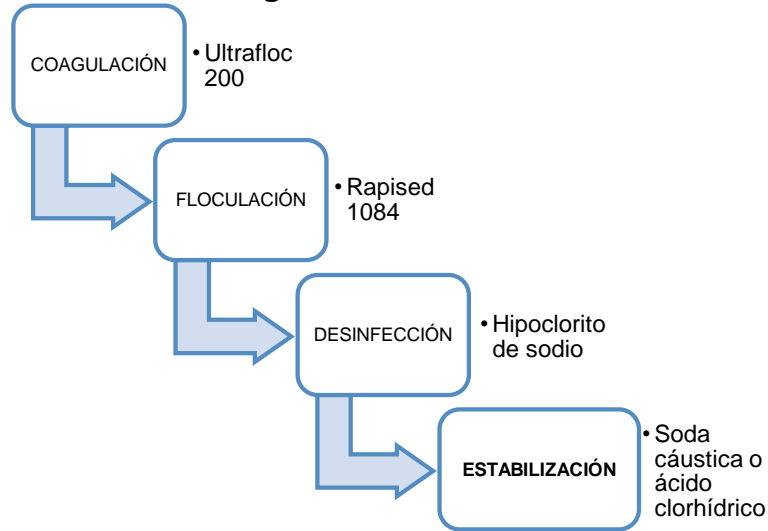 COAGULACIÓN
• Ultrafloc
200
FLOCULACIÓN
• Rapised
1084
DESINFECCIÓN
• Hipoclorito
de sodio
ESTABILIZACIÓN
• Soda
cáustica o
ácido
clorhídrico